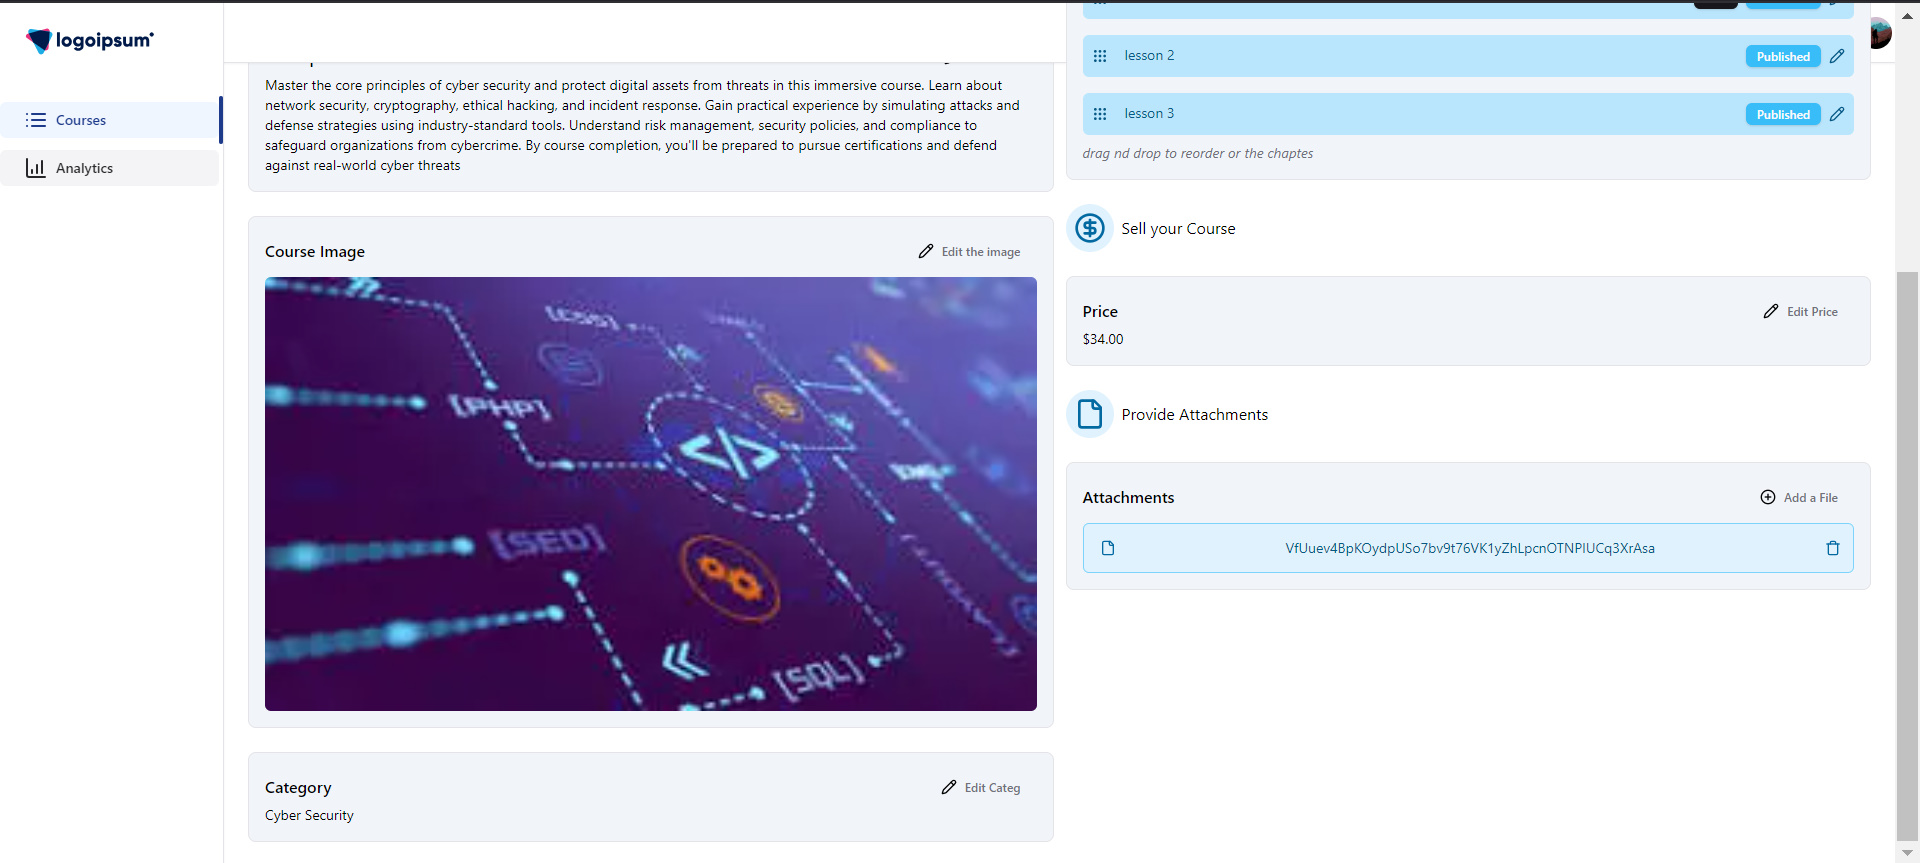 logoipsum
Courses
Analytics
Master the core principles of cyber security and protect digital assets from threats in this immersive course. Learn about
network security, cryptography, ethical hacking, and incident response. Gain practical experience by simulating attacks and
defense strategies using industry-standard tools. Understand risk management, security policies, and compliance to
safeguard organizations from cybercrime. By course completion, you'll be prepared to pursue certifications and defend
against real-world cyber threats
Course Image
Edit the image
[CSS]
[PHP]
</>
[SEO]
[SQL]
Category
Edit Categ
Cyber Security
lesson 2
Published
lesson 3
Published
drag nd drop to reorder or the chaptes
Sell your Course
Price
Edit Price
$34.00
Provide Attachments
Attachments
Add a File
VfUuev4BpKOydpUSo7bv9t76VK1yZhLpcnOTNPIUCq3XrAsa